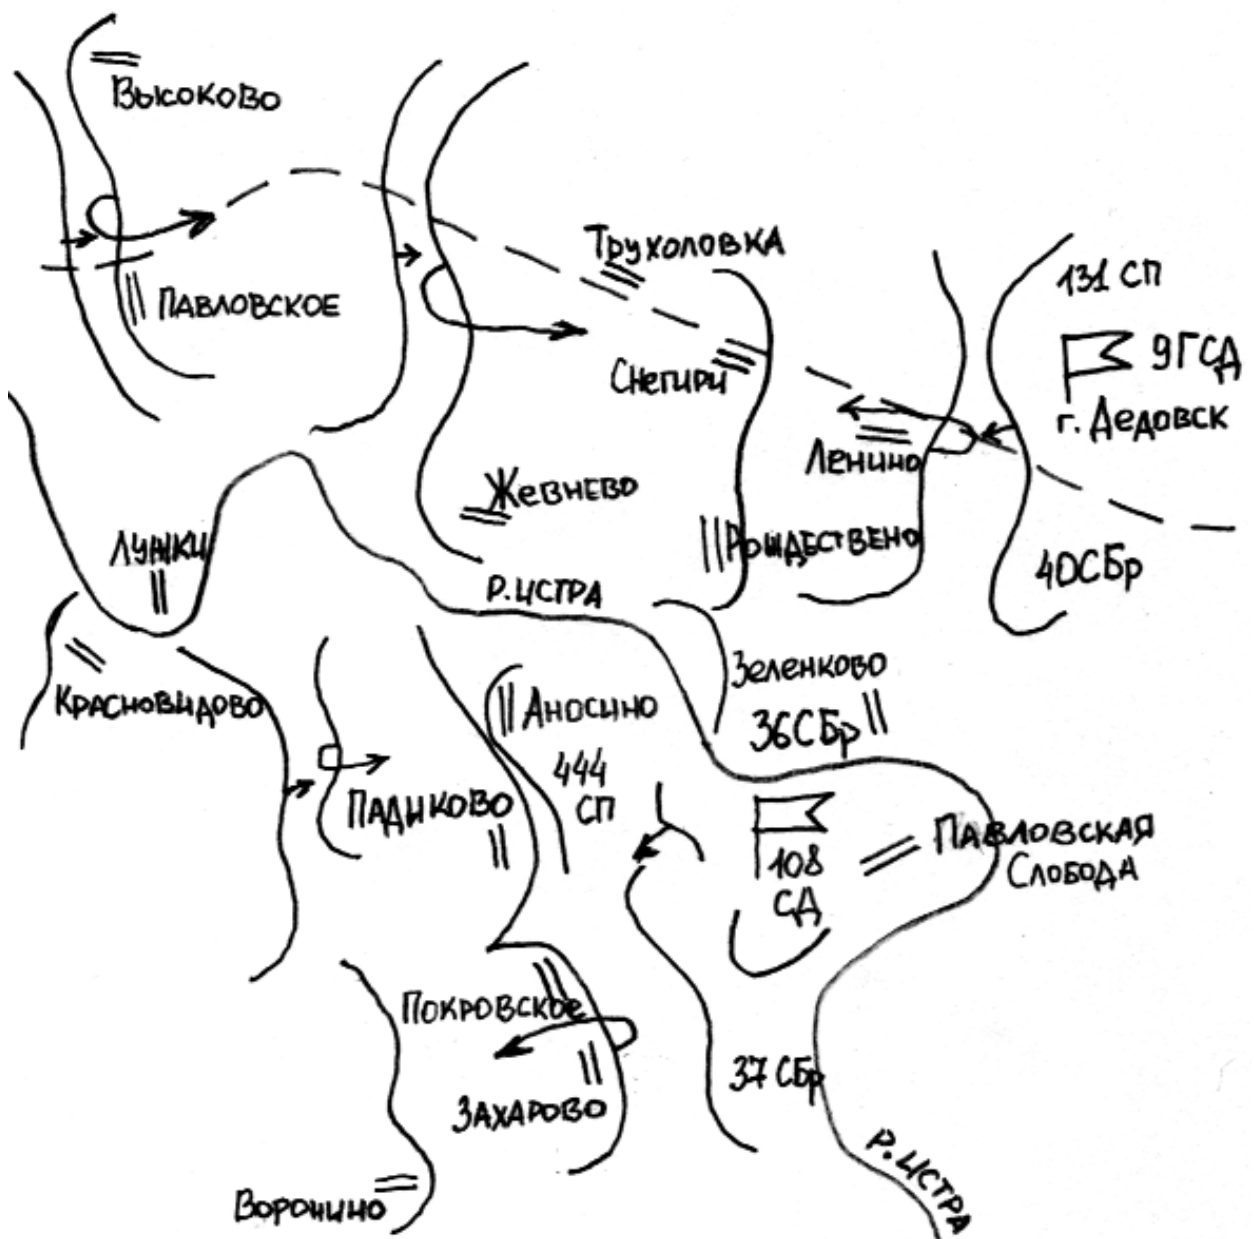 Высоково
Трухоловка
131 СП
Павловское
9ГСД
Снегири
г. Дедовск
Ленино
Жевнево
Лужки
Рождествено
40СБр
р. Истра
Зеленково
Красновидово
Аносино
36СБр
444
СП
Падиково
Павловская
Слобода
108
СД
Покровское
37 СБр
Захарово
р. Истра
Воронино